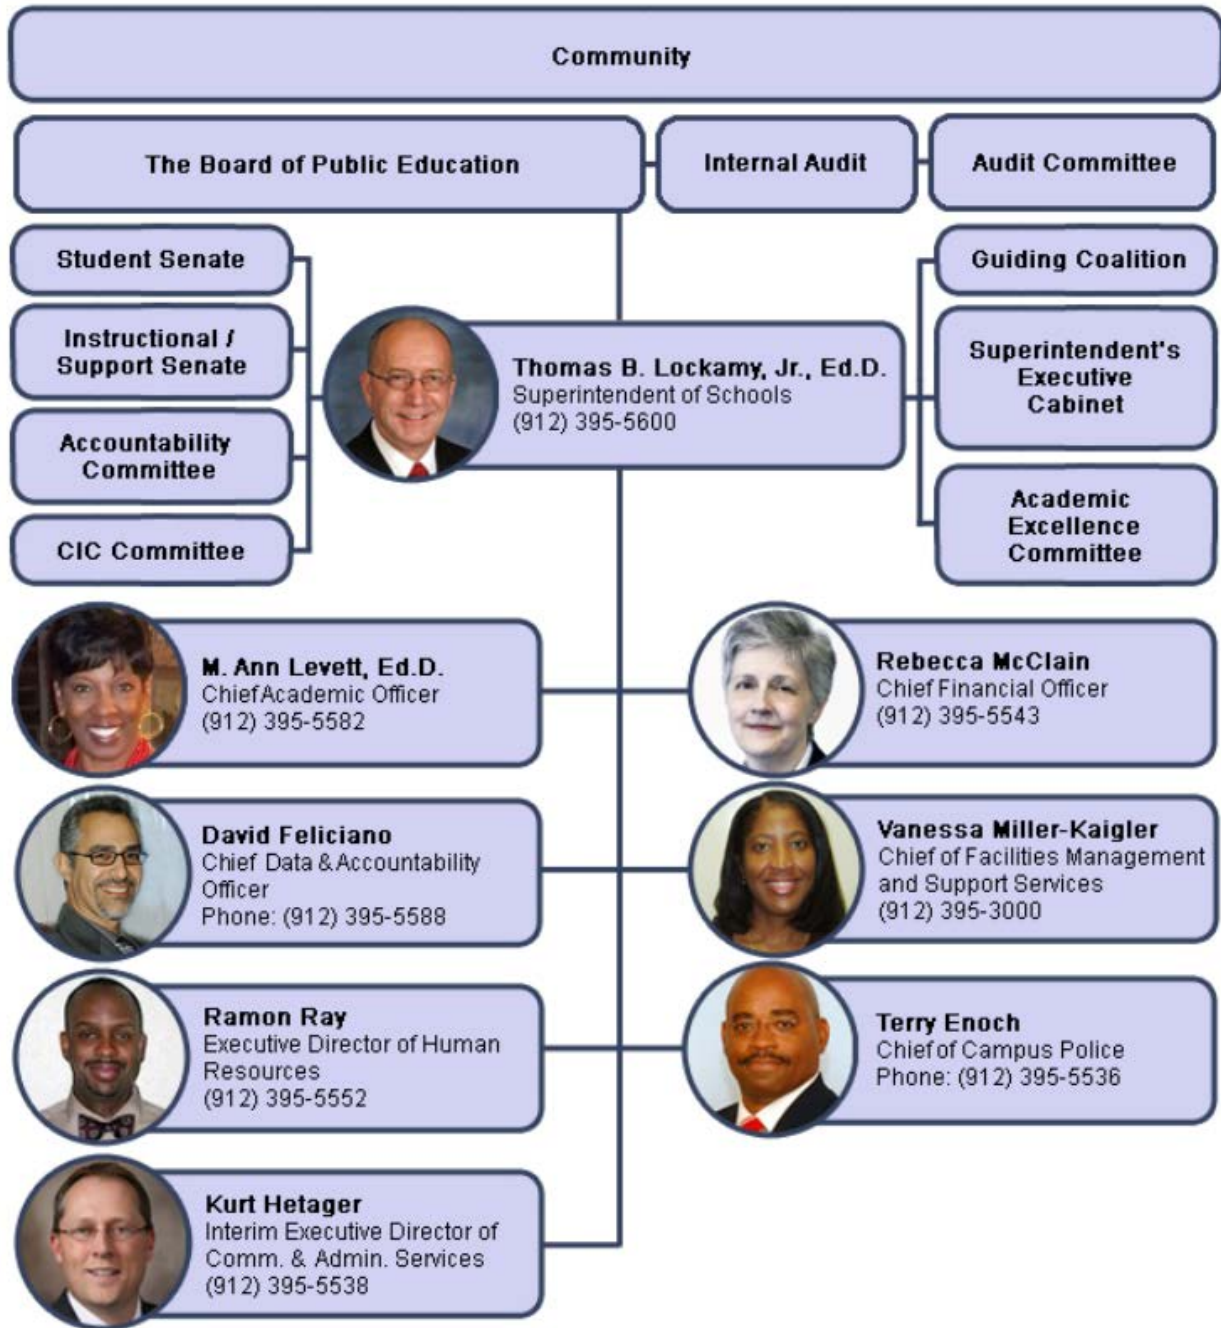 Community
The Board of Public Education
Internal Audit
Audit Committee
Student Senate
Instructional /
Support Senate
Accountability
Committee
CIC Committee
Thomas B. Lockamy, Jr., Ed.D.
Superintendent of Schools
(912) 395-5600
Guiding Coalition
Superintendent's
Executive
Cabinet
Academic
Excellence
Committee
M. Ann Levett, Ed.D.
Chief Academic Officer
(912) 395-5582
Rebecca McClain
Chief Financial Officer
(912) 395-5543
David Feliciano
Chief Data & Accountability
Officer
Phone: (912) 395-5588
Vanessa Miller-Kaigler
Chief of Facilities Management
and Support Services
(912) 395-3000
Ramon Ray
Executive Director of Human
Resources
(912) 395-5552
Terry Enoch
Chief of Campus Police
Phone: (912) 395-5536
Kurt Hetager
Interim Executive Director of
Comm. & Admin. Services
(912) 395-5538